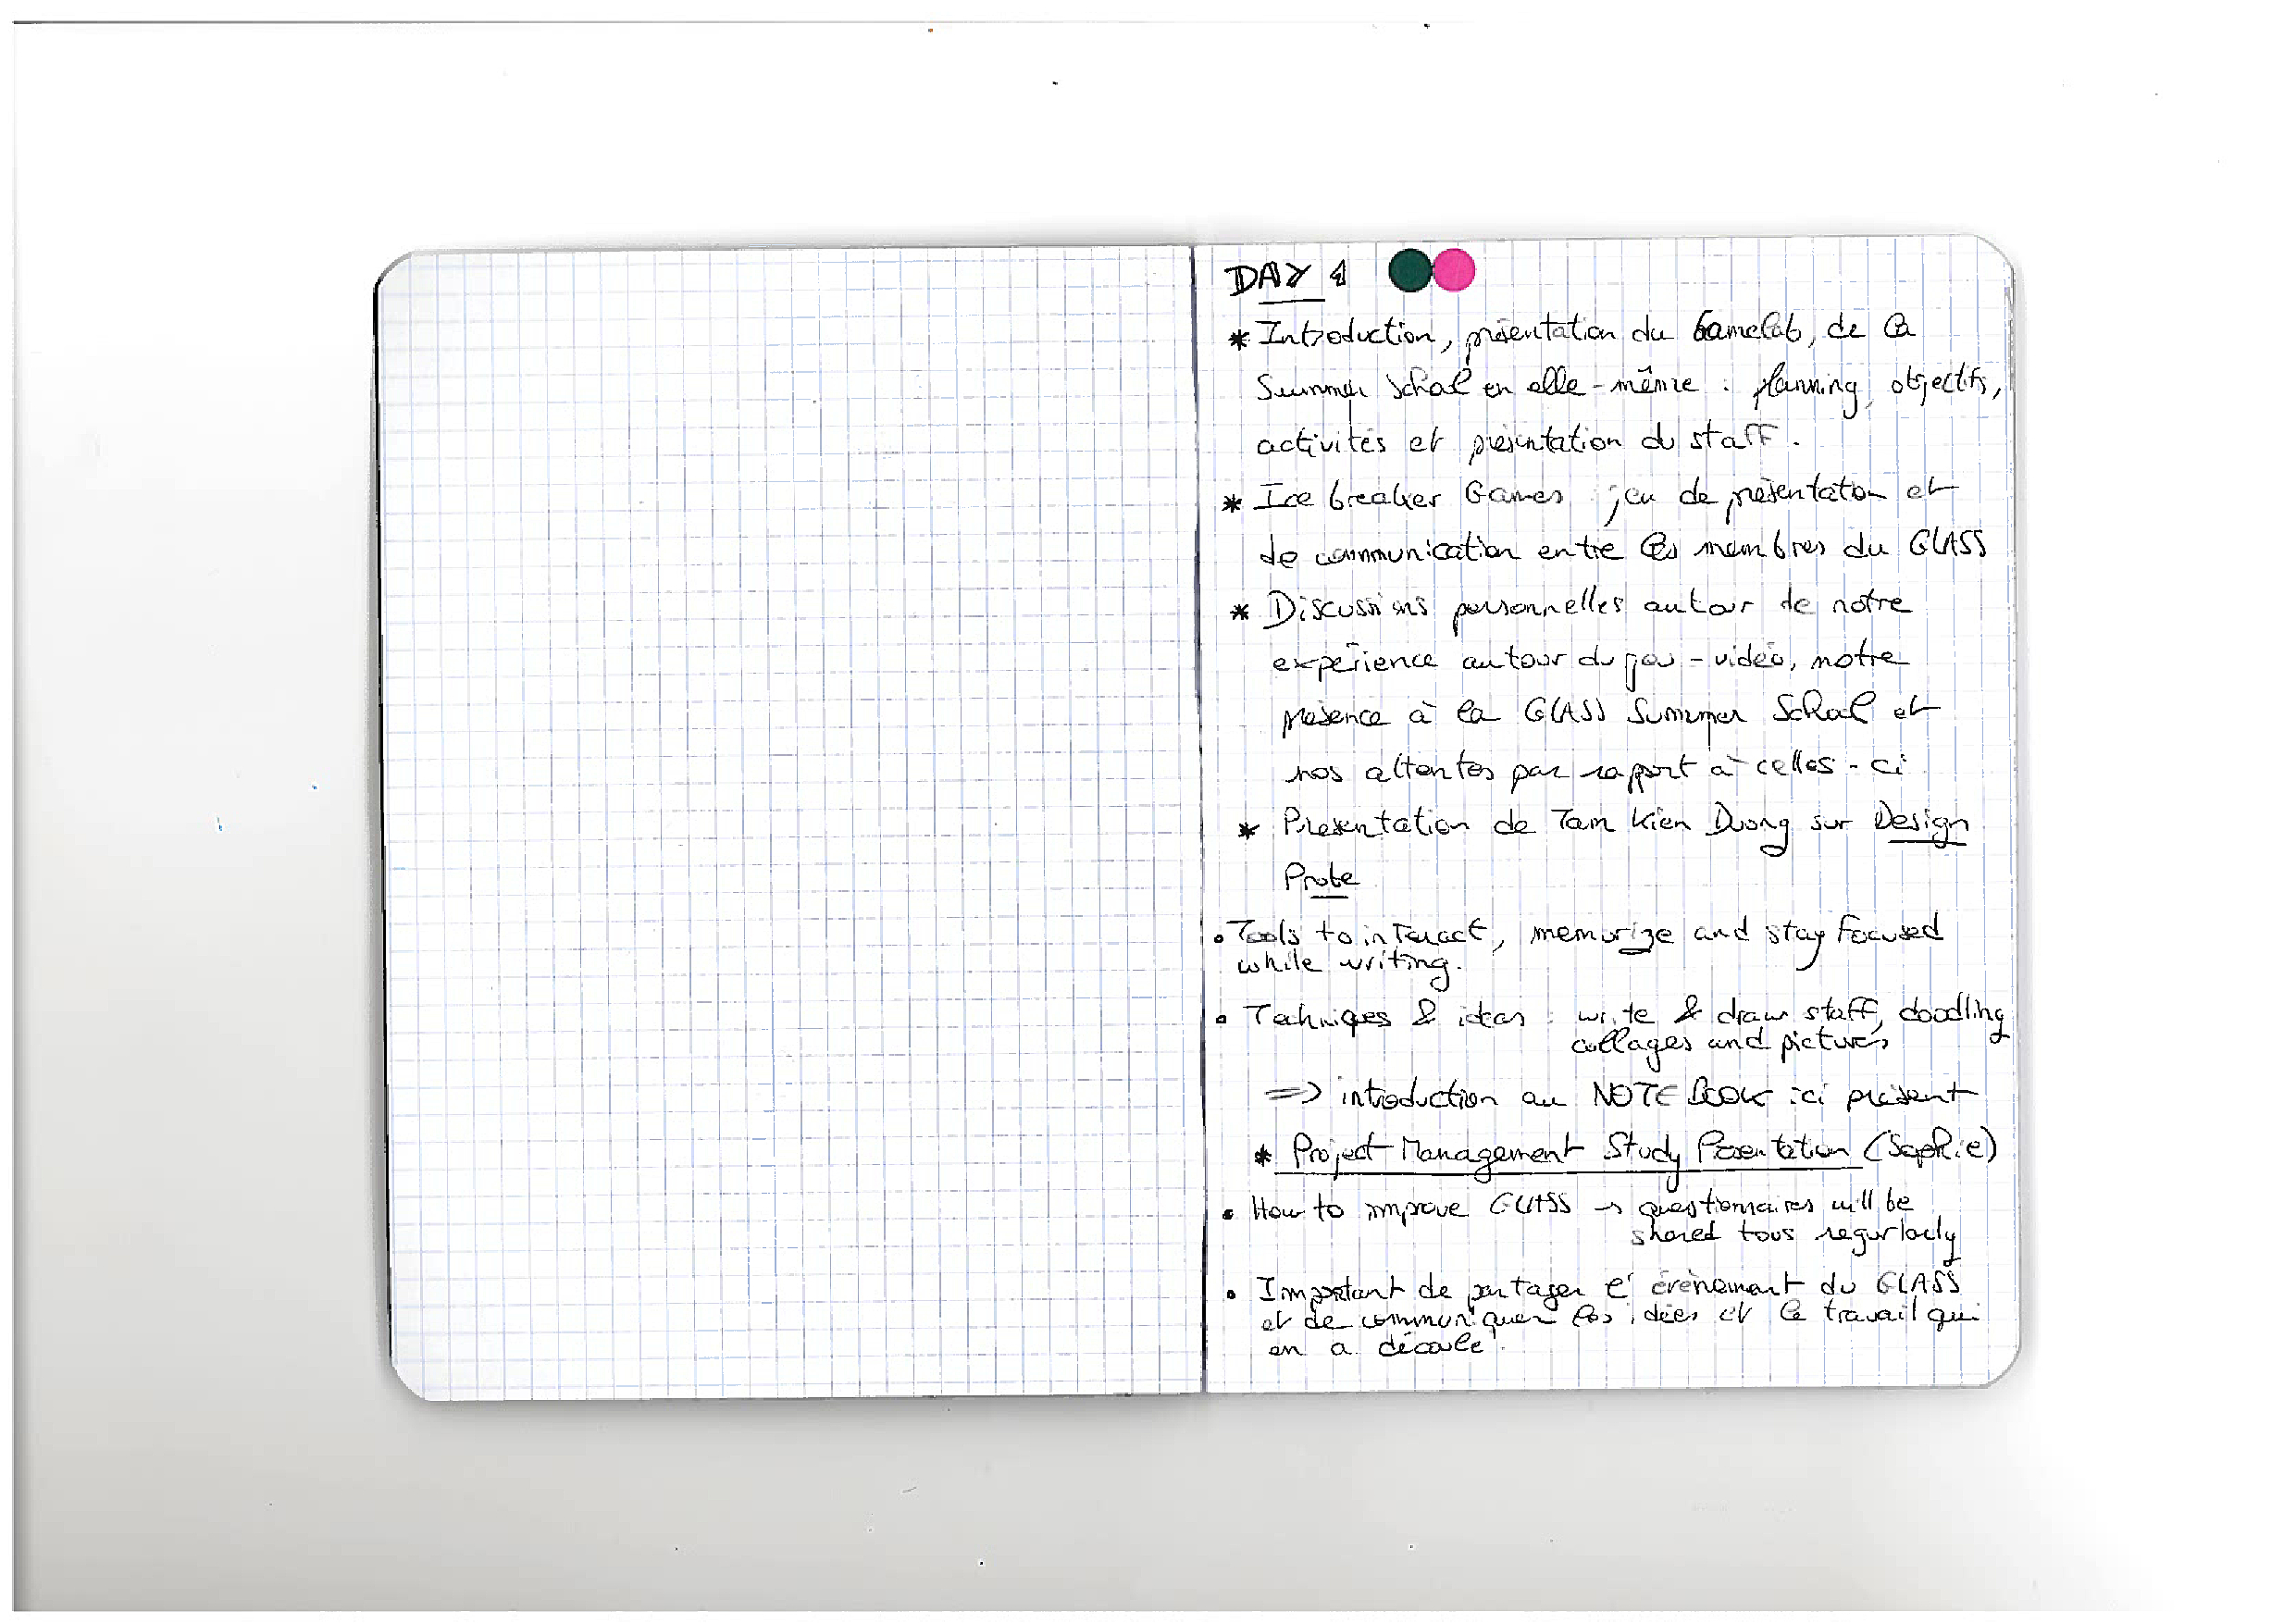 DAY 1
* Introduction, présentation du Gamelab, de la
Summer School en elle-même : planning, objectifs,
activités et présentation du staff.
* Ice breaker Games : jeu de présentation et
de communication entre les membres du GLASS
* Discussions personnelles autour de notre
expérience autour du jeu-vidéo, notre
présence à la GLASS Summer School et
nos attentes par rapport à celles-ci
* Présentation de Tam Kien Duong sur Design
Probe
• Tools to interact, memorize and stay focused
while writing.
• Techniques & ideas : write & draw staff, doodling
collages and pictures
=> introduction au NOTEBOOK ici présent
* Project Management Study Presentation (Sophie)
• How to improve GLASS → questionnaires will be
shared tous regurlarly
• Important de partager l'évènement du GLASS
et de communiquer les idées et le travail qui
en a découlé.